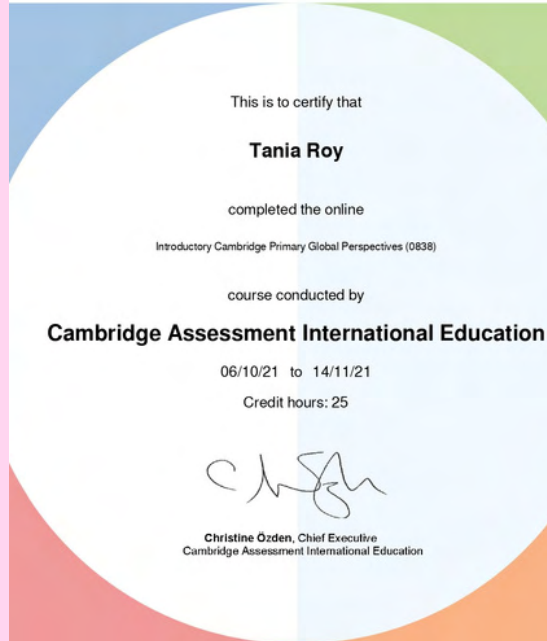 This is to certify that
Tania Roy
completed the online
Introductory Cambridge Primary Global Perspectives (0838)
course conducted by
Cambridge Assessment International Education
06/10/21 to 14/11/21
Credit hours: 25
Christine Özden, Chief Executive
Cambridge Assessment International Education